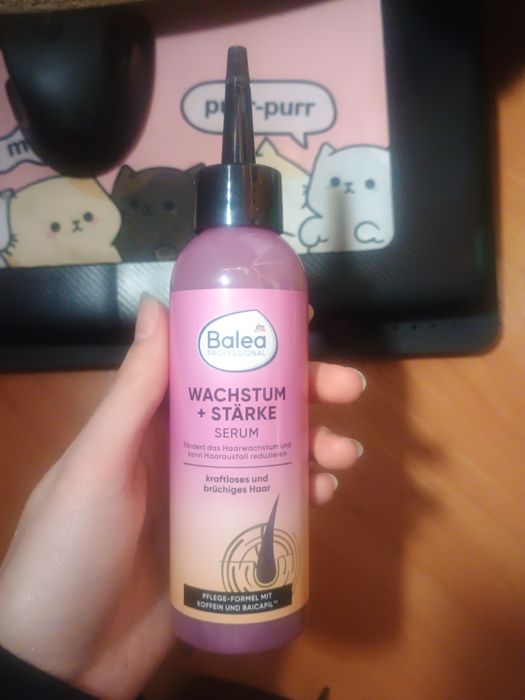 purr-purr
m
dm
Balea
PROFESSIONAL
WACHSTUM
+ STÄRKE
SERUM
Fördert das Haarwachstum und
kann Haarausfall reduzieren
kraftloses und
brüchiges Haar
PFLEGE-FORMEL MIT
KOFFEIN UND BAICAPIL™